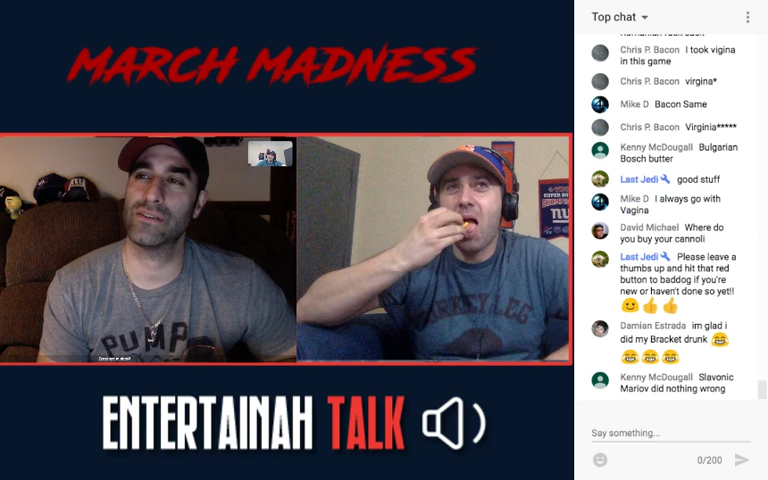 MARCH MADNESS
PUMP
NU
TURKEY LEG
ENTERTAINAH TALK
Top chat
Chris P. Bacon I took vigina
in this game
Chris P. Bacon virgina*
Mike D Bacon Same
Chris P. Bacon Virginia*****
Kenny McDougall Bulgarian
Bosch butter
Last Jedi good stuff
Mike D I always go with
Vagina
David Michael Where do
you buy your cannoli
Last Jedi Please leave a
thumbs up and hit that red
button to baddog if you're
new or haven't done so yet!!
🙂👍👍
Damian Estrada im glad i
did my Bracket drunk 😂
😂😂😂
Kenny McDougall Slavonic
Mariov did nothing wrong
Say something...
0/200